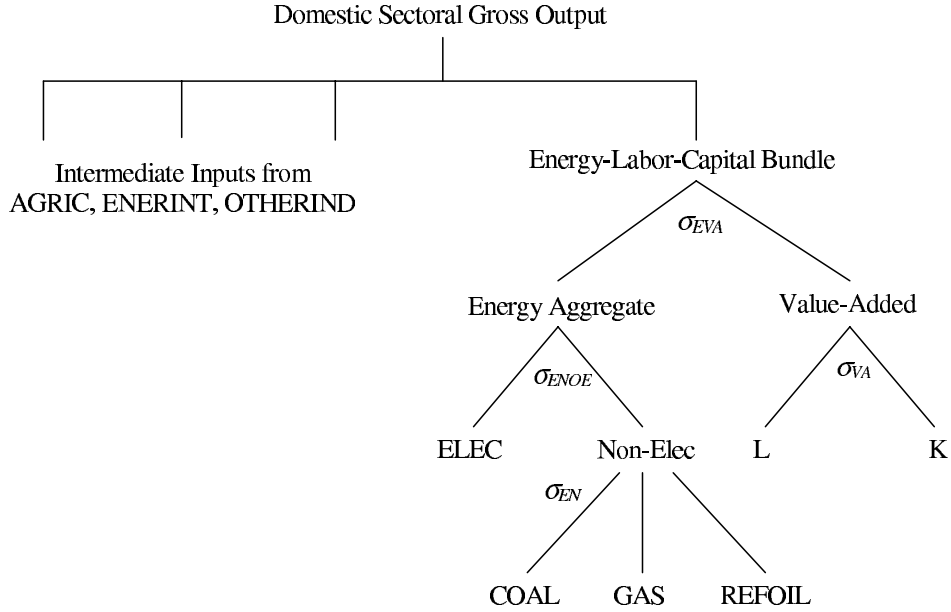 Domestic Sectoral Gross Output
Intermediate Inputs from
AGRIC, ENERINT, OTHERIND
Energy-Labor-Capital Bundle
σEVA
Energy Aggregate
Value-Added
σENOE
σVA
ELEC
Non-Elec
L
K
σEN
COAL
GAS
REFOIL